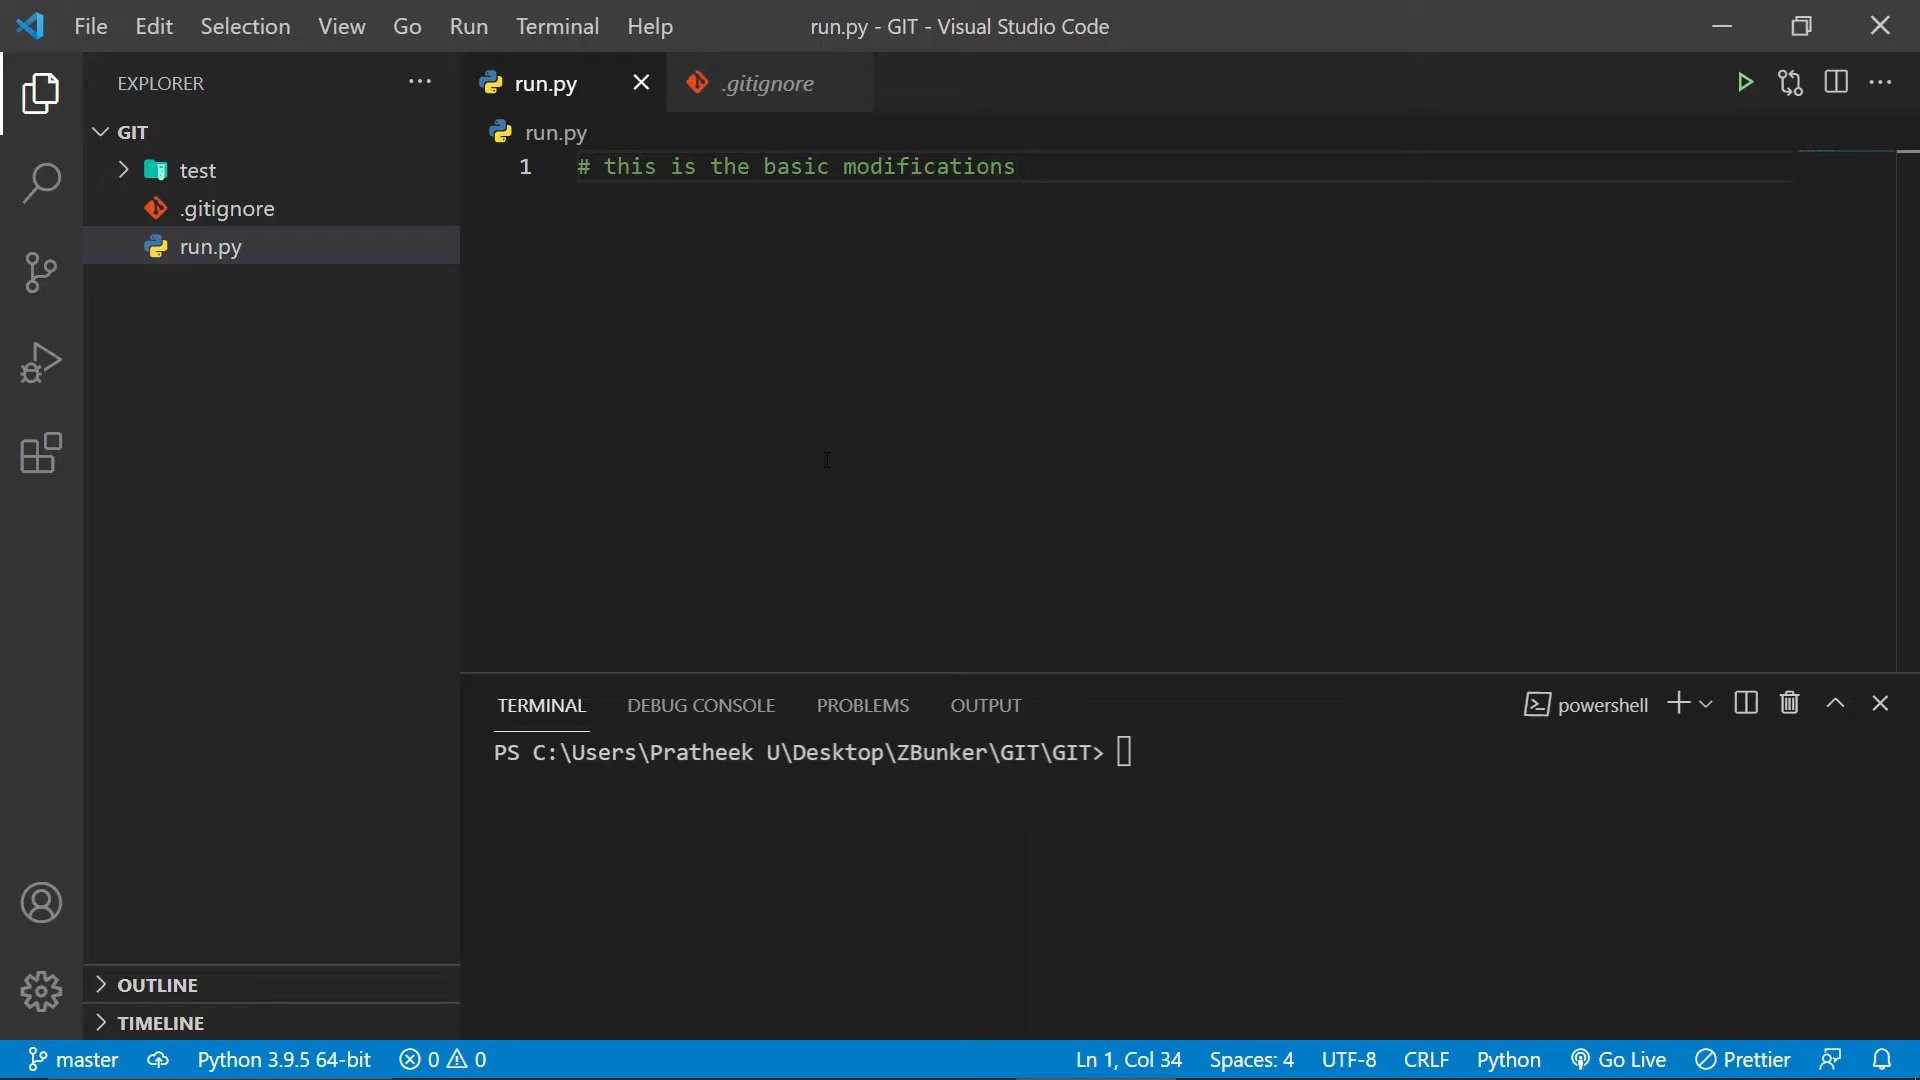 File Edit Selection View Go Run Terminal Help run.py - GIT - Visual Studio Code
EXPLORER
GIT
test
.gitignore
run.py
OUTLINE
TIMELINE
run.py .gitignore
run.py
1 # this is the basic modifications
TERMINAL DEBUG CONSOLE PROBLEMS OUTPUT powershell
PS C:\Users\Pratheek U\Desktop\ZBunker\GIT\GIT>
master Python 3.9.5 64-bit 0 0 Ln 1, Col 34 Spaces: 4 UTF-8 CRLF Python Go Live Prettier